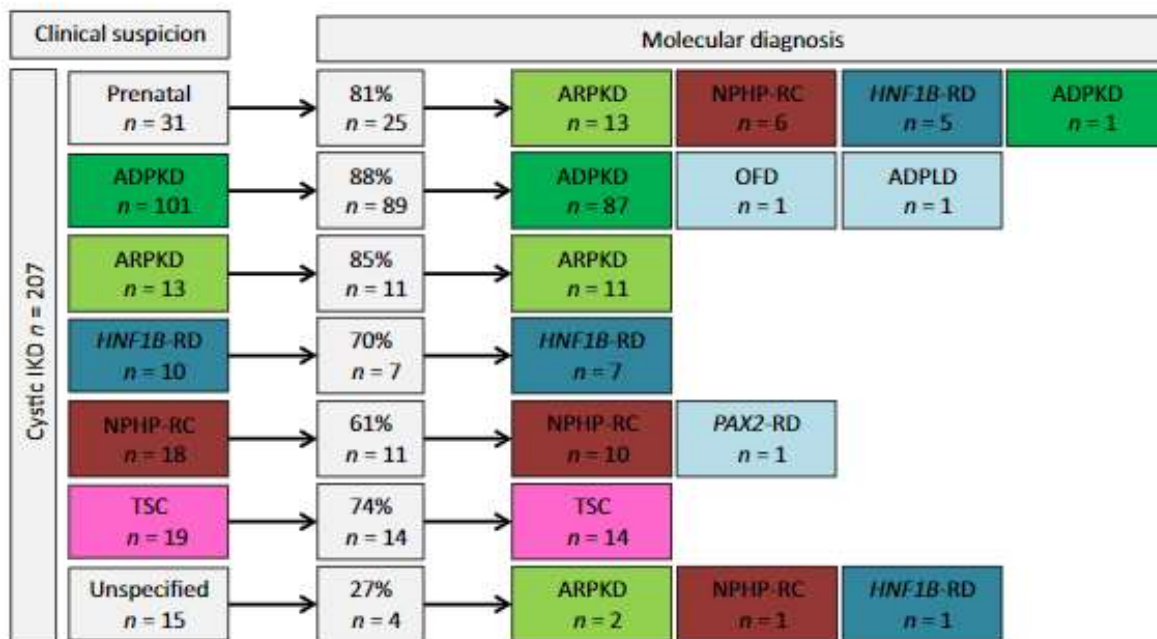 Clinical suspicion
Molecular diagnosis
Cystic IKD n = 207
Prenatal
n = 31
81%
n = 25
ARPKD
n = 13
NPHP-RC
n = 6
HNF1B-RD
n = 5
ADPKD
n = 1
ADPKD
n = 101
88%
n = 89
ADPKD
n = 87
OFD
n = 1
ADPLD
n = 1
ARPKD
n = 13
85%
n = 11
ARPKD
n = 11
HNF1B-RD
n = 10
70%
n = 7
HNF1B-RD
n = 7
NPHP-RC
n = 18
61%
n = 11
NPHP-RC
n = 10
PAX2-RD
n = 1
TSC
n = 19
74%
n = 14
TSC
n = 14
Unspecified
n = 15
27%
n = 4
ARPKD
n = 2
NPHP-RC
n = 1
HNF1B-RD
n = 1